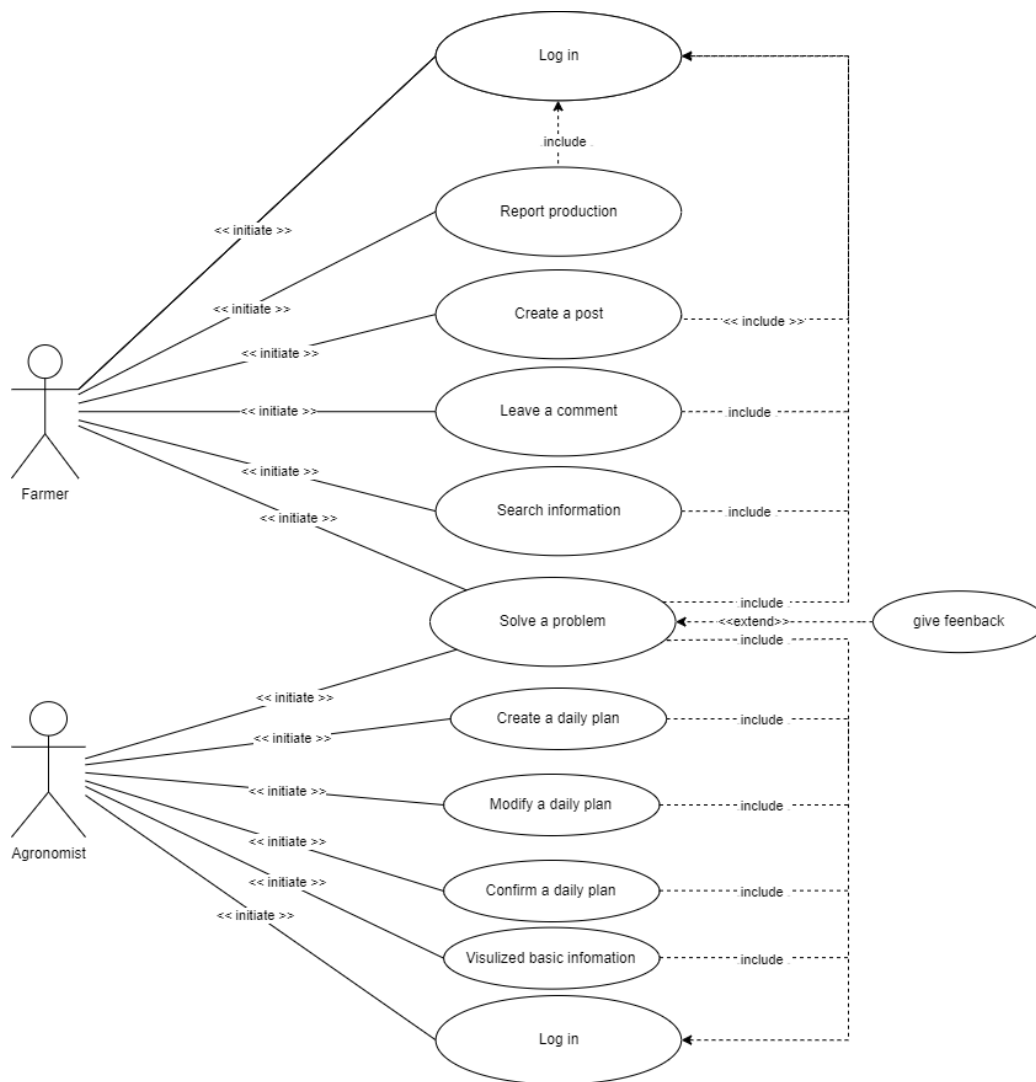 Log in
.include .
Report production
<< initiate >>
<< initiate >>
Create a post
<< include >>
<< initiate >>
Leave a comment
<< initiate >>
.include .
Farmer
<< initiate >>
Search information
.include .
<< initiate >>
.include .
Solve a problem
<<extend>>
give feenback
.include .
<< initiate >>
Create a daily plan
.include .
<< initiate >>
Agronomist
<< initiate >>
Modify a daily plan
.include .
<< initiate >>
<< initiate >>
Confirm a daily plan
.include .
<< initiate >>
Visulized basic infomation
.include .
Log in